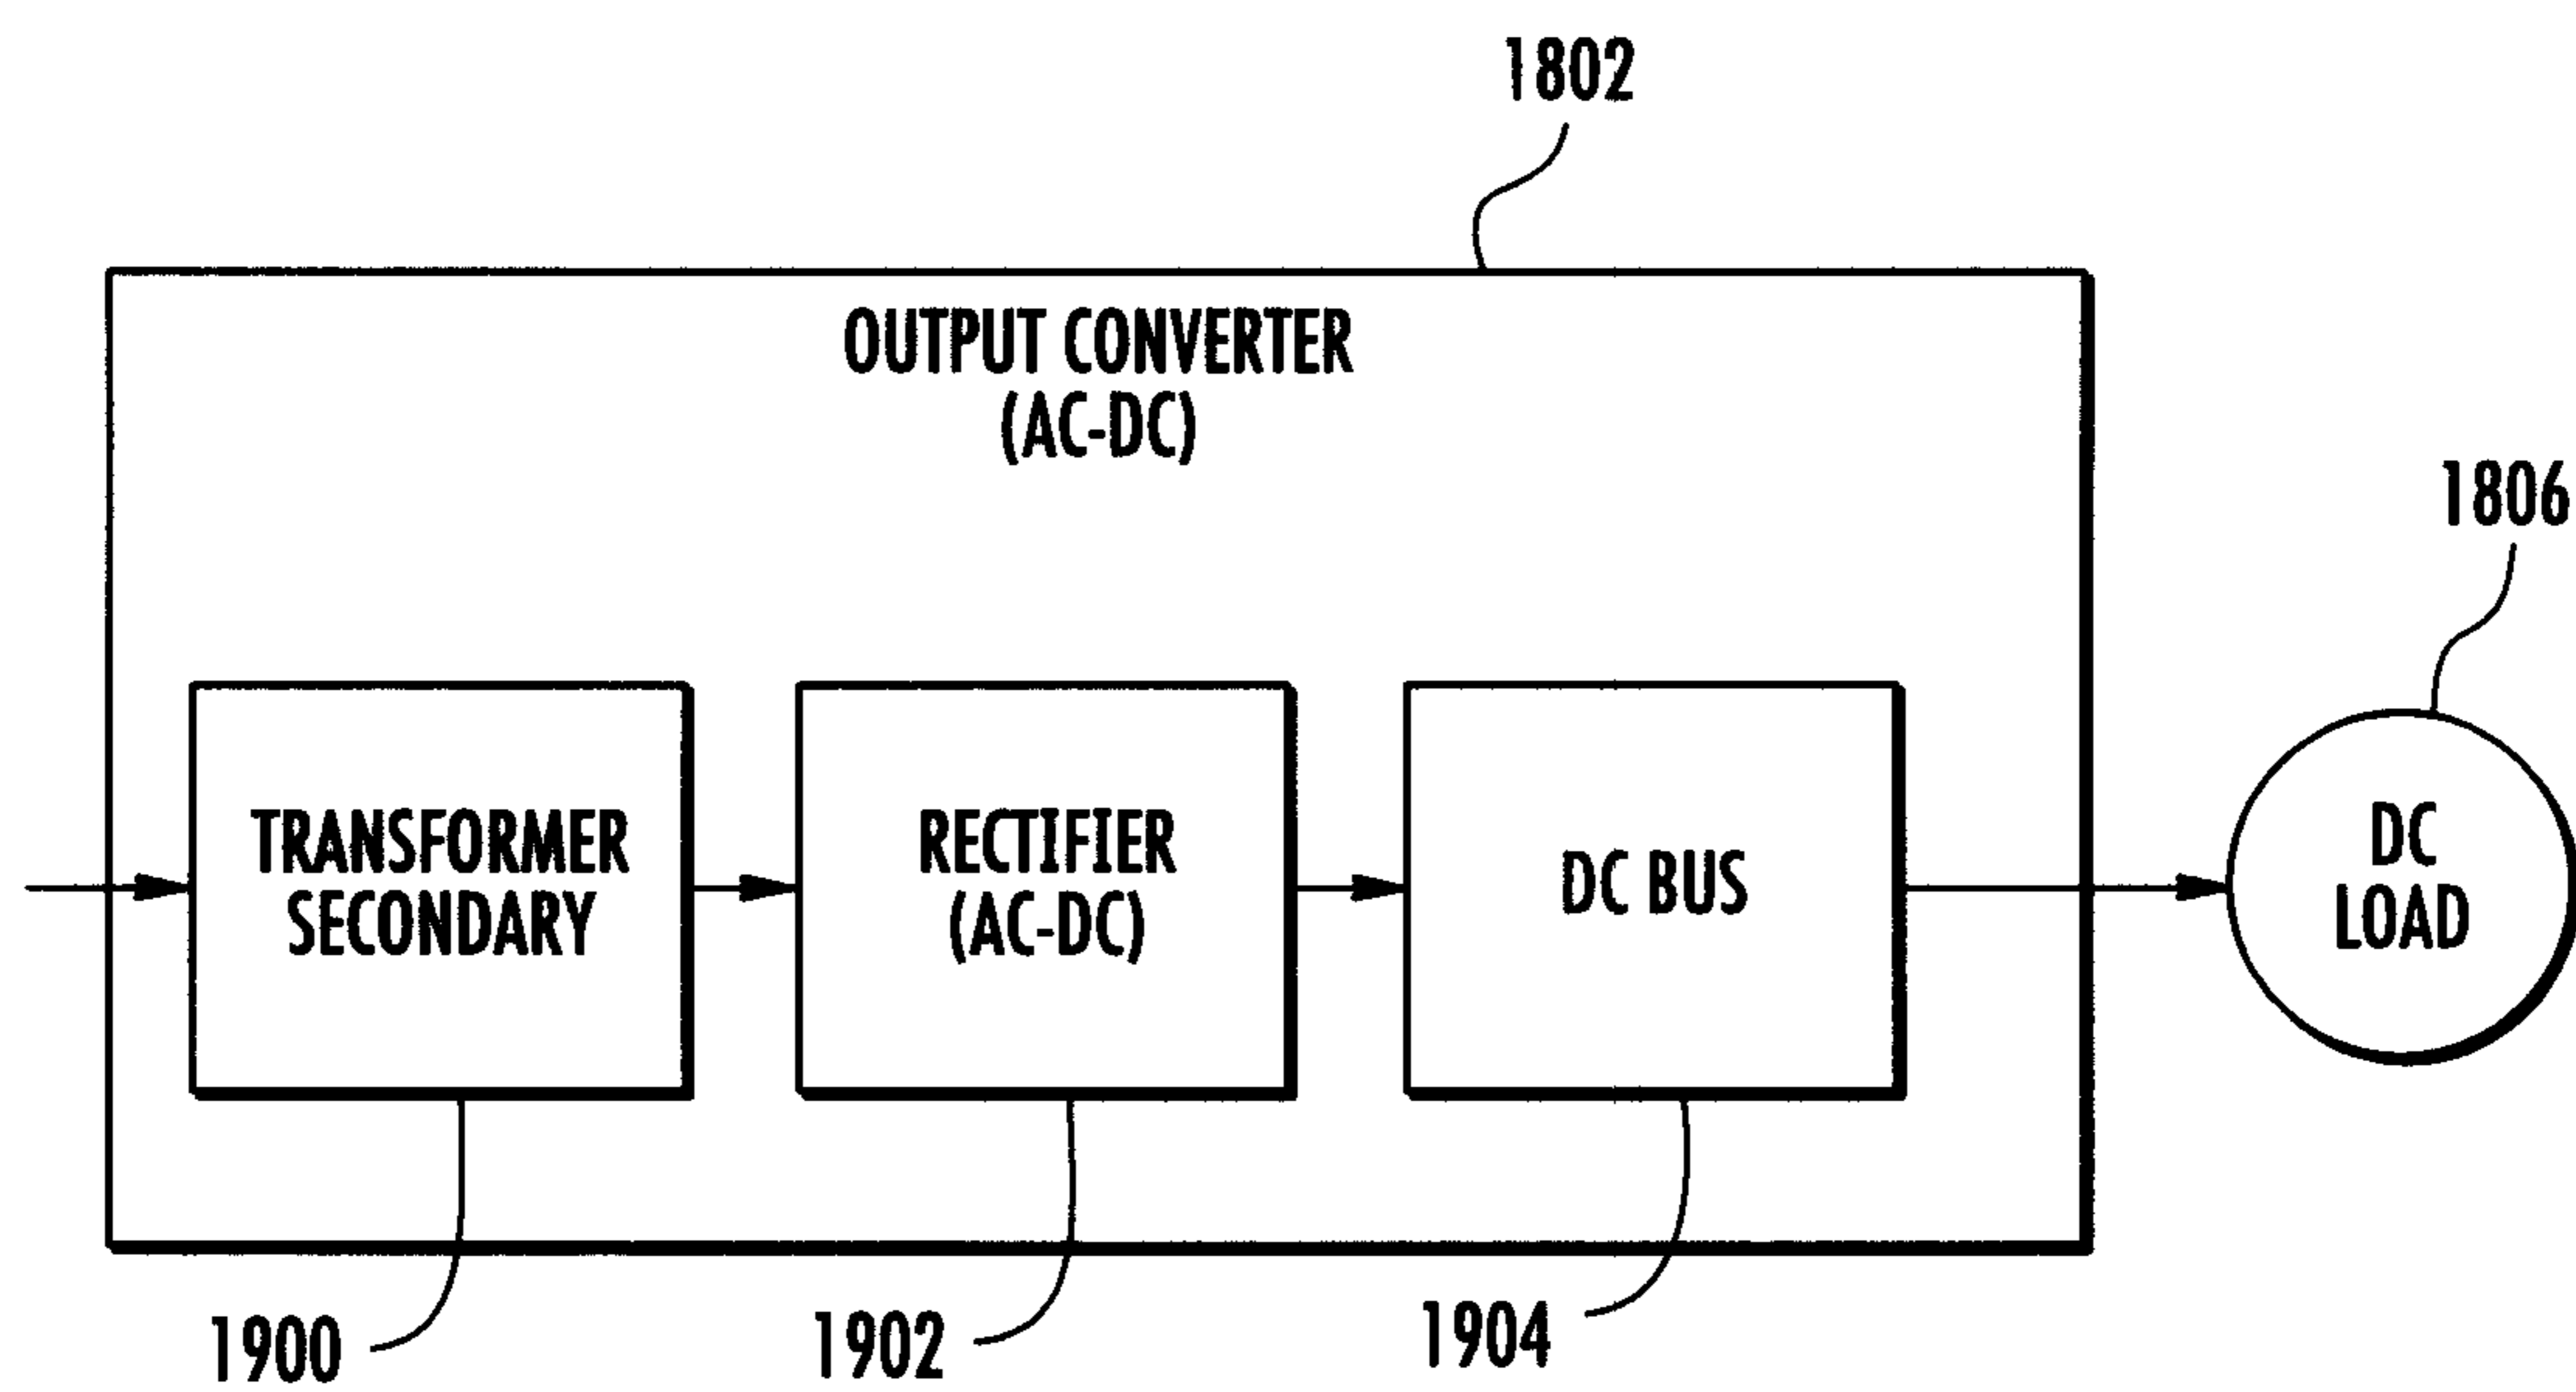 1802
OUTPUT CONVERTER
(AC-DC)
1806
TRANSFORMER
SECONDARY
RECTIFIER
(AC-DC)
DC BUS
DC
LOAD
1900
1902
1904